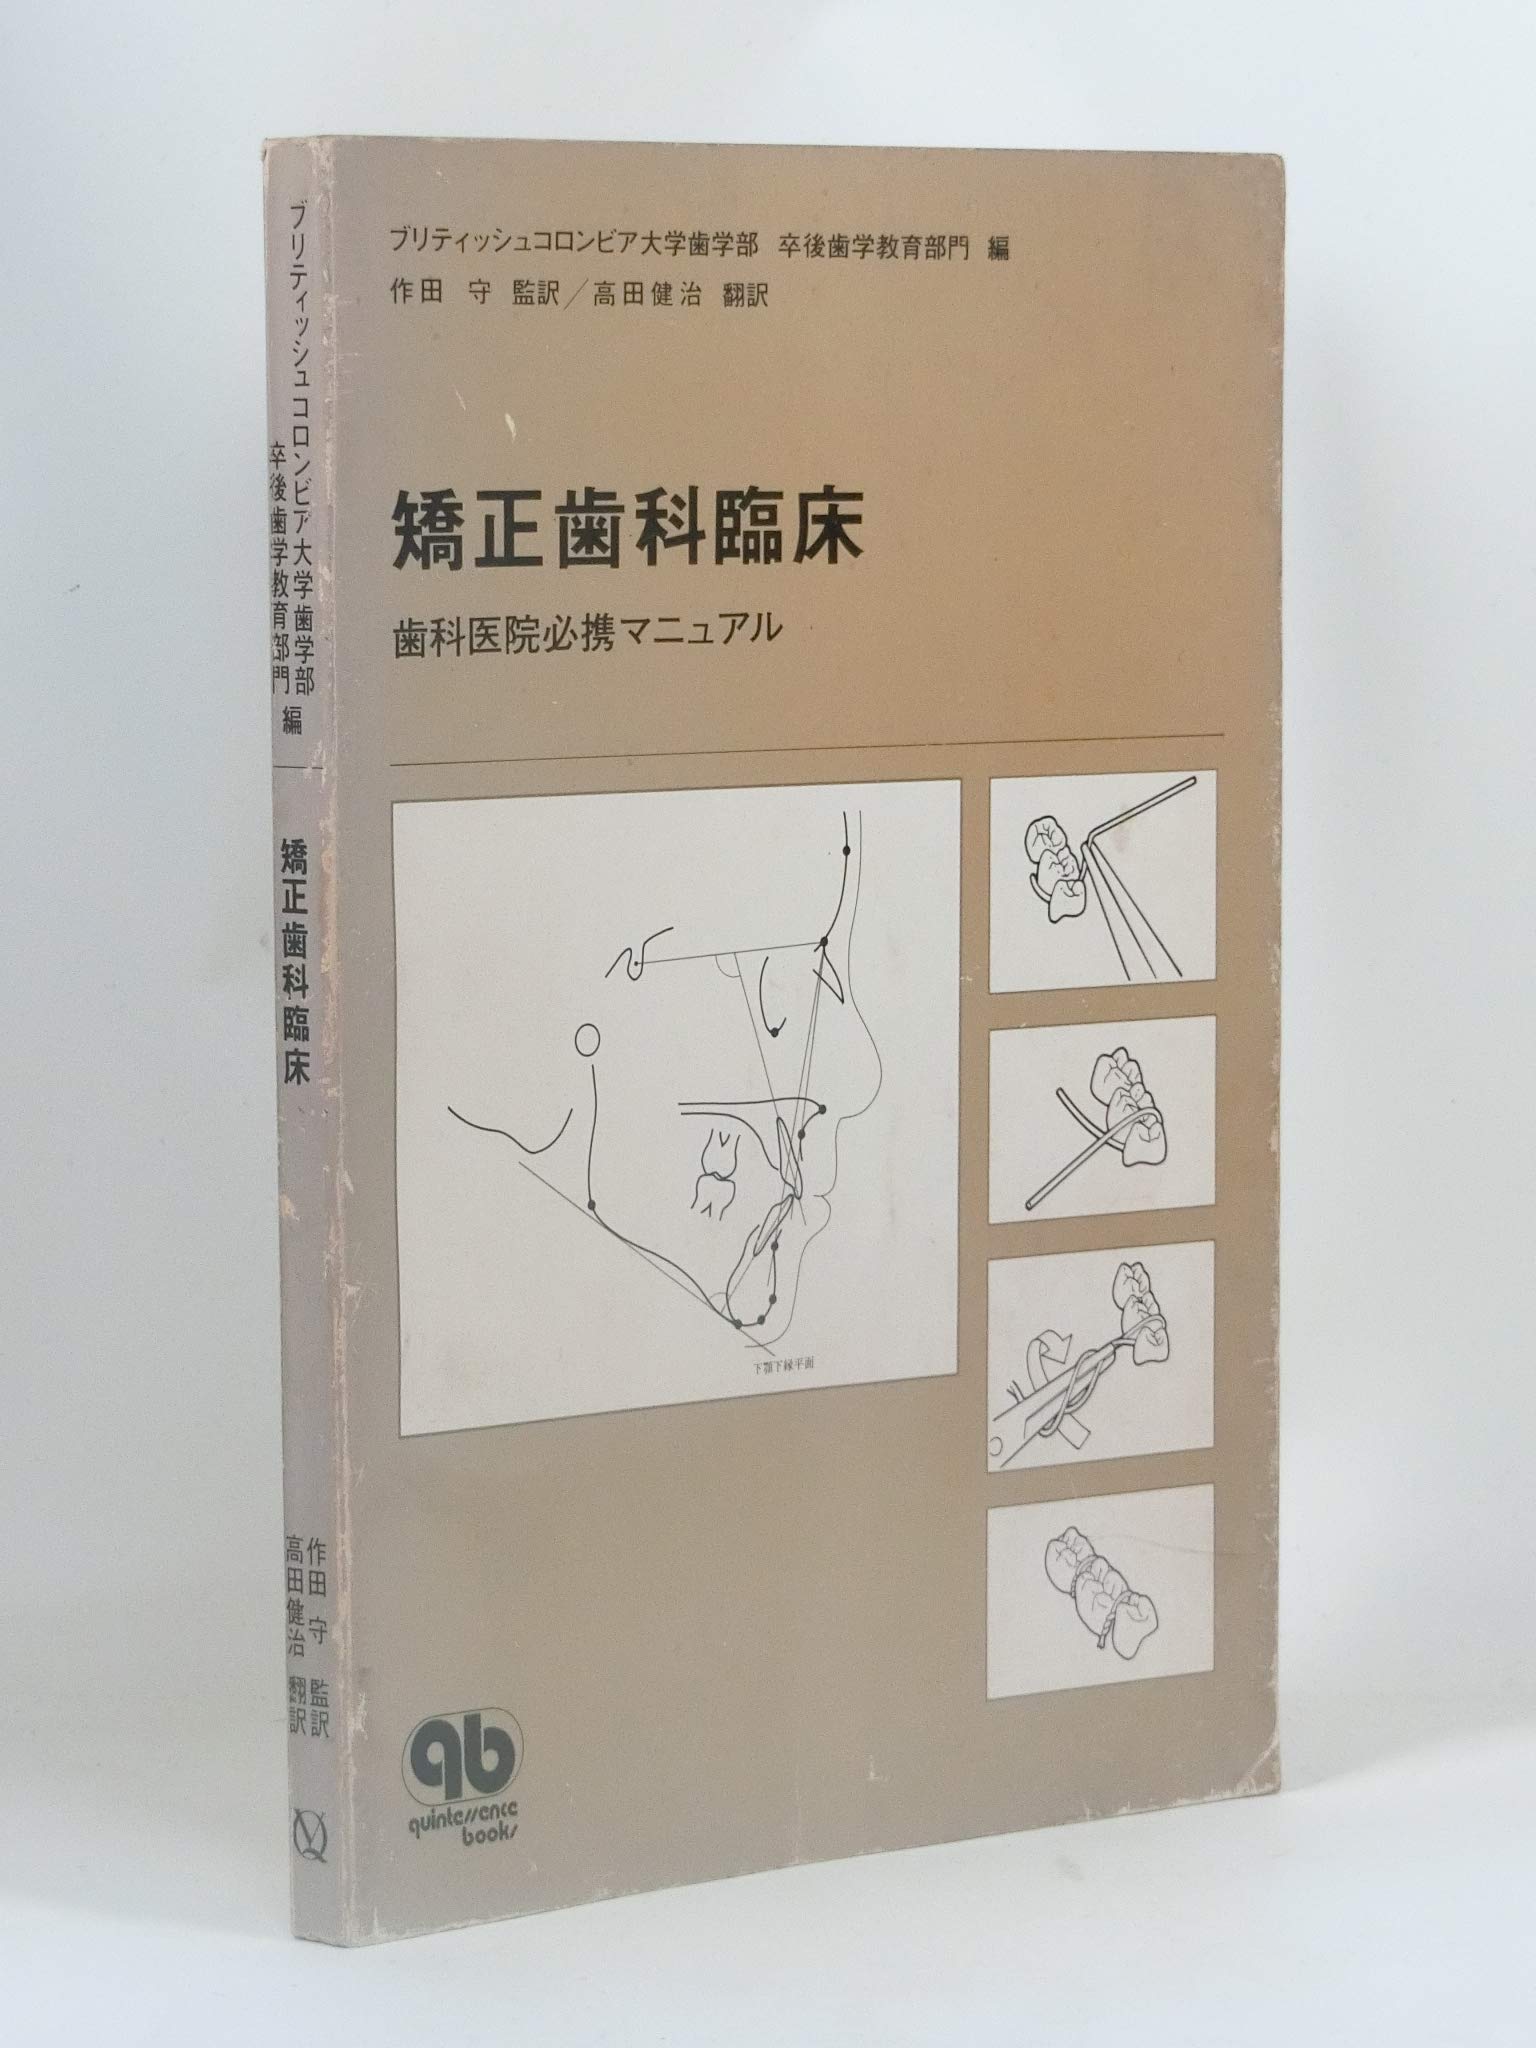 ブリティッシュコロンビア大学歯学部 卒後歯学教育部門 編
作田 守 監訳／高田健治 翻訳
矯正歯科臨床
歯科医院必携マニュアル
下顎下縁平面
qb
quintessence
books
ブリティッシュコロンビア大学歯学部
卒後歯学教育部門 編
矯正歯科臨床
作田 守 監訳
高田健治 翻訳